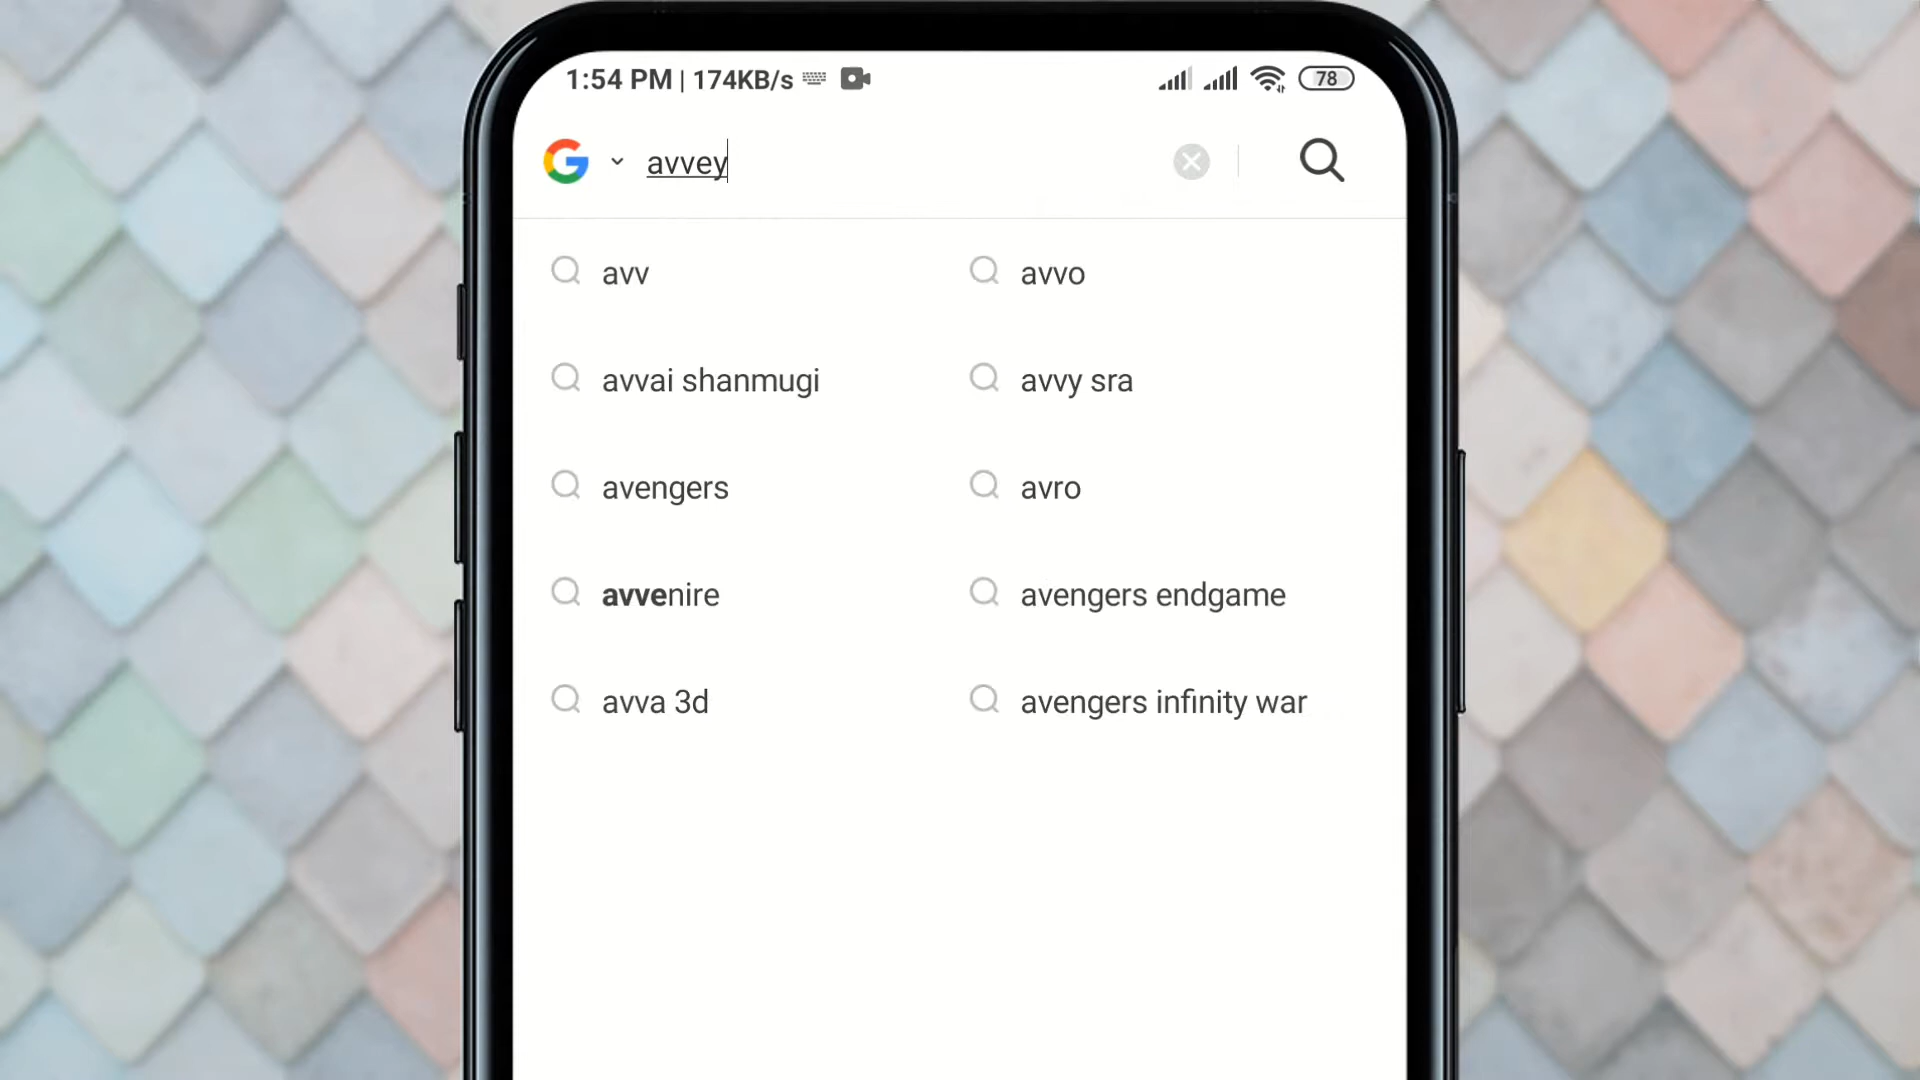 1:54 PM | 174KB/s 78
avvey
avv avvo
avvai shanmugi avvy sra
avengers avro
avvenire avengers endgame
avva 3d avengers infinity war